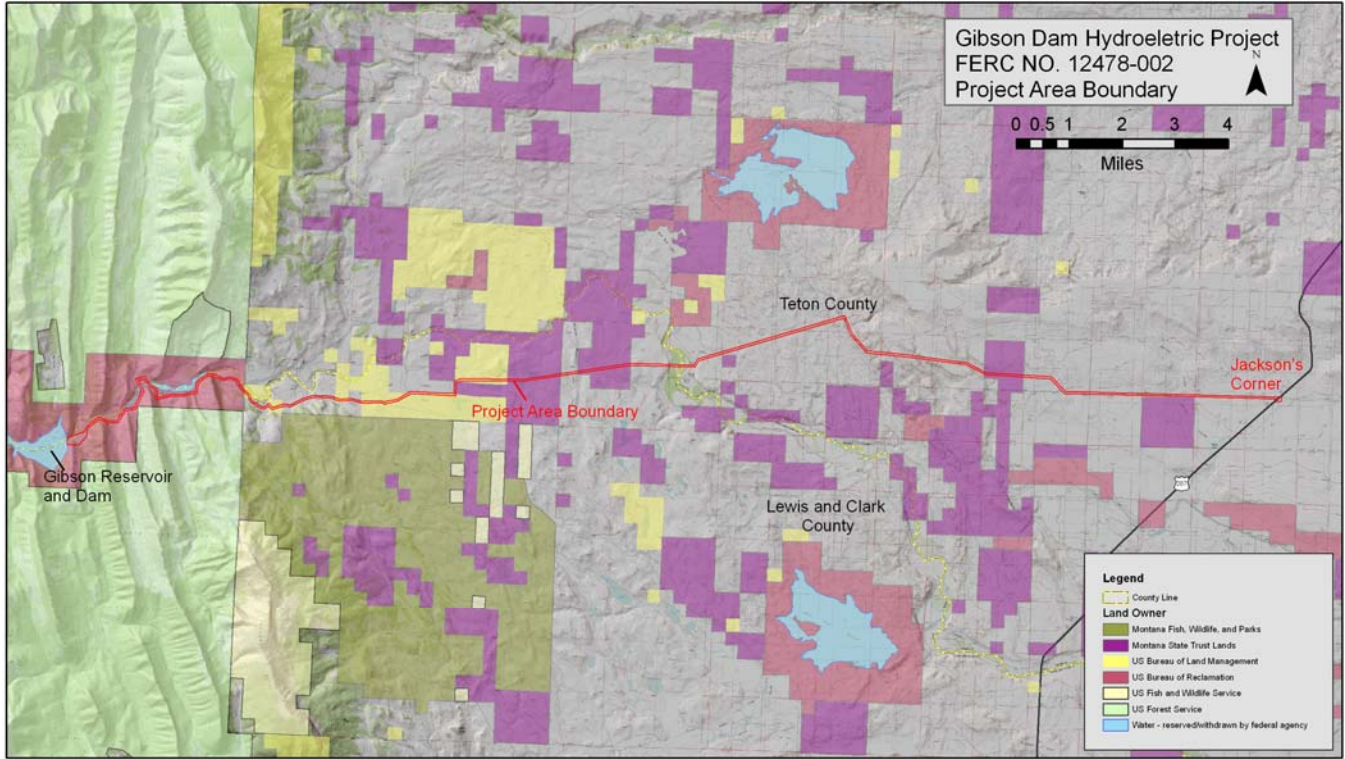 Gibson Dam Hydroeletric Project
FERC NO. 12478-002
Project Area Boundary
N
0 0.5 1 2 3 4
Miles
Teton County
Jackson's
Corner
Project Area Boundary
Gibson Reservoir
and Dam
Lewis and Clark
County
Legend
County Line
Land Owner
Montana Fish, Wildlife, and Parks
Montana State Trust Lands
US Bureau of Land Management
US Bureau of Reclamation
US Fish and Wildlife Service
US Forest Service
Water - reserved/withdrawn by federal agency